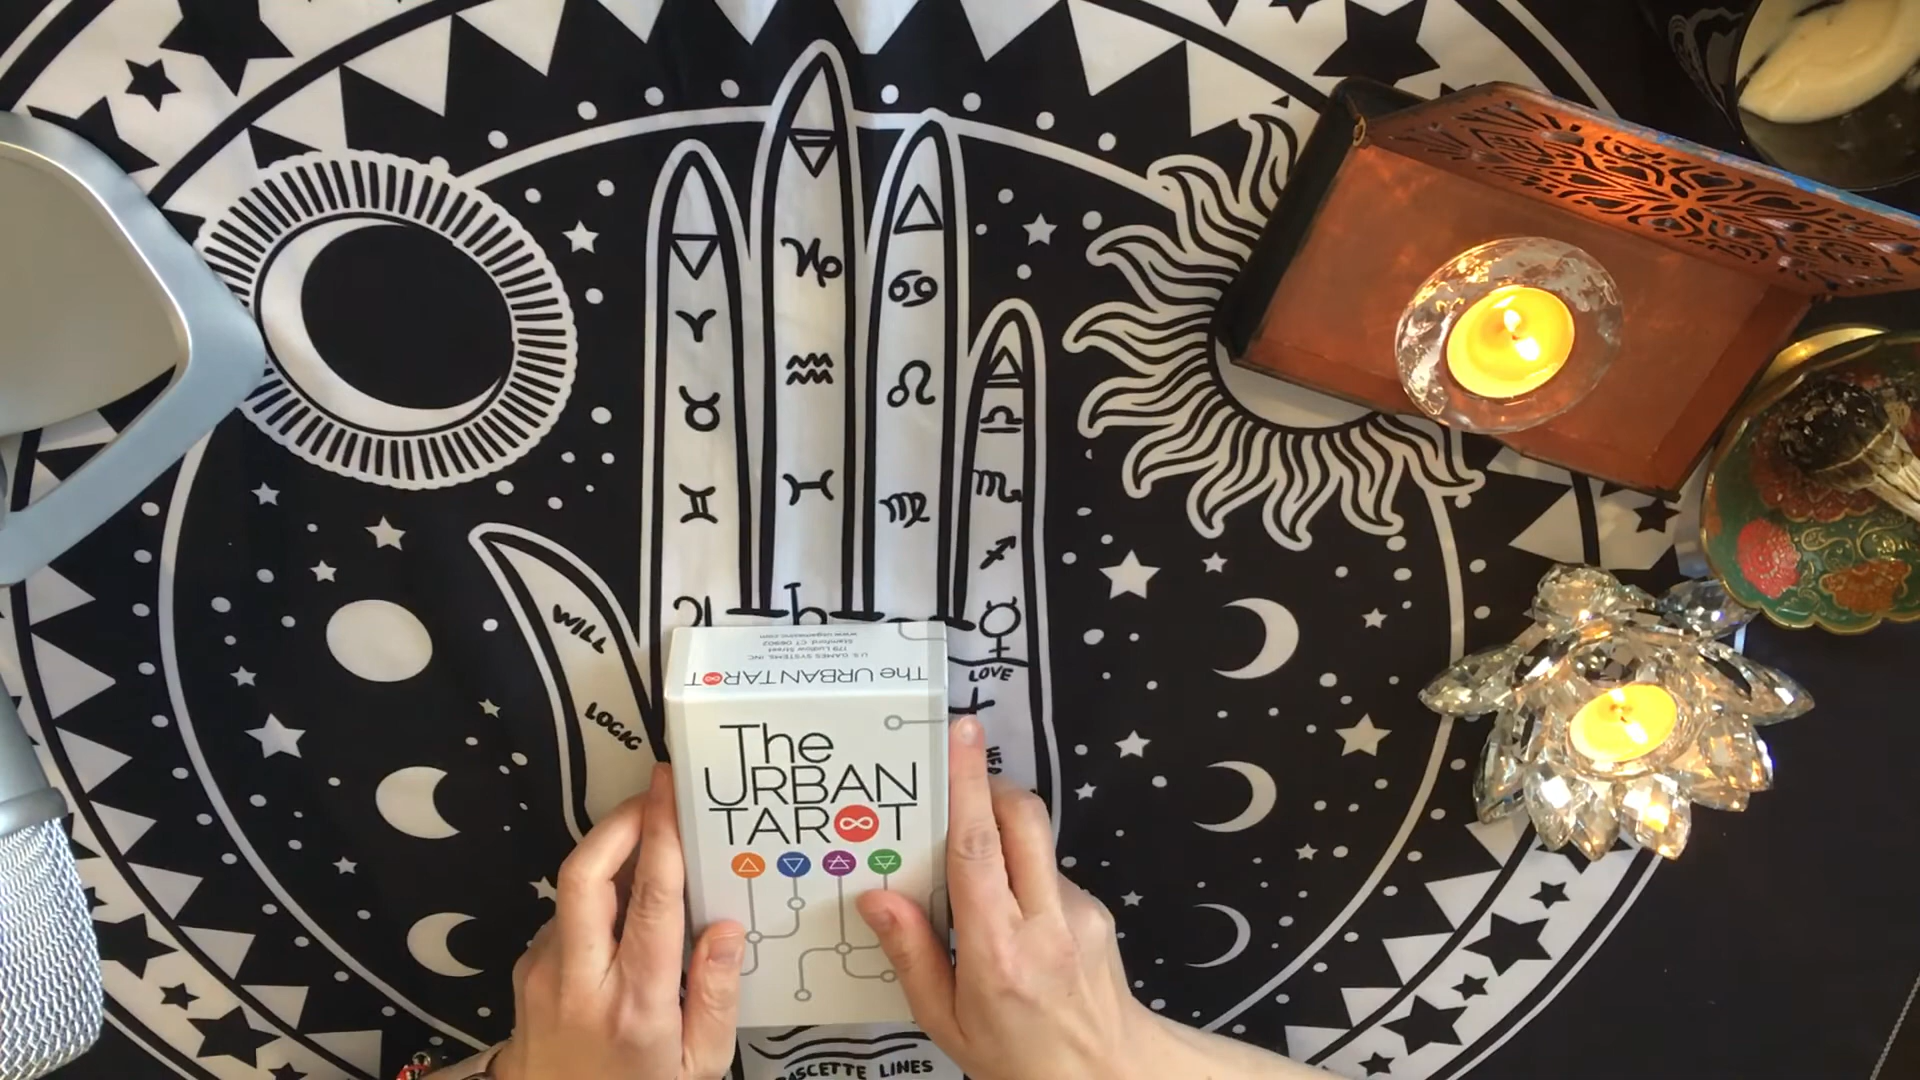 WILL
LOGIC
LOVE
U.S. GAMES SYSTEMS, INC.
179 Ludlow Street
Stamford, CT 06902
www.usgamesinc.com
The URBAN TAROT
The
URBAN
TAROT
LINES